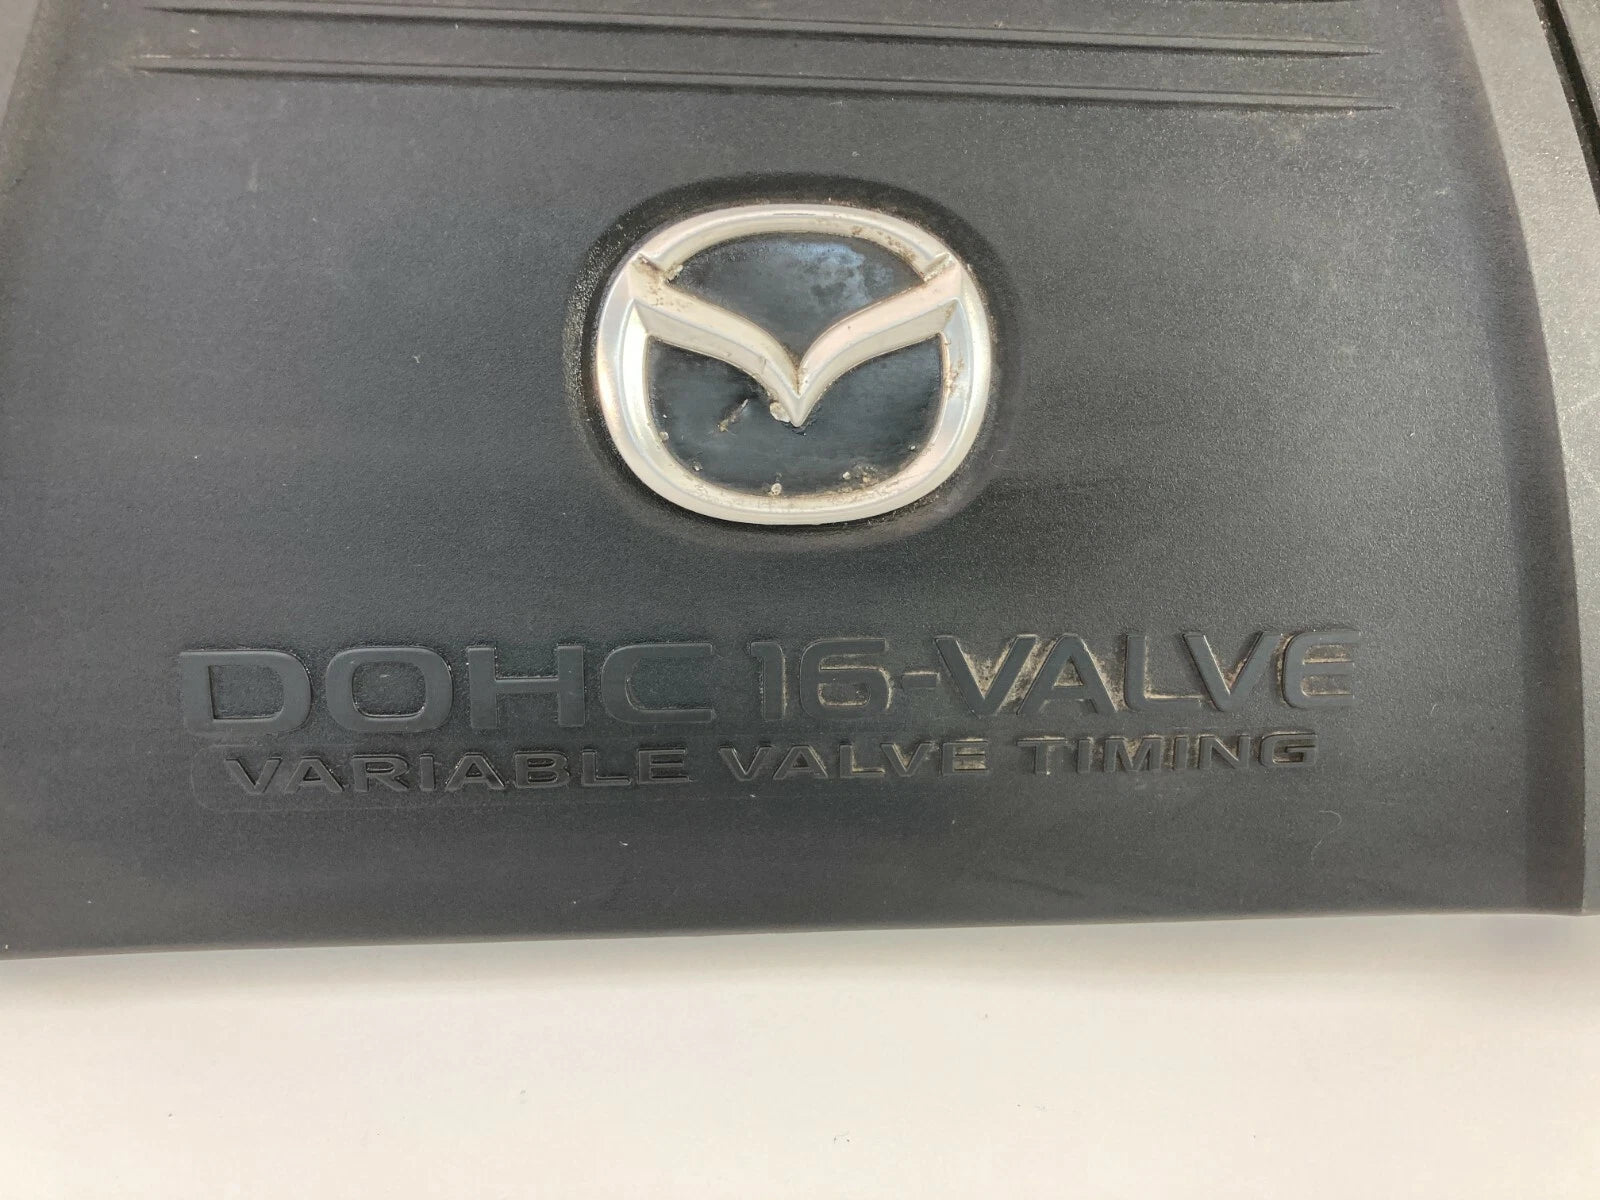 DOHC 16-VALVE
VARIABLE VALVE TIMING